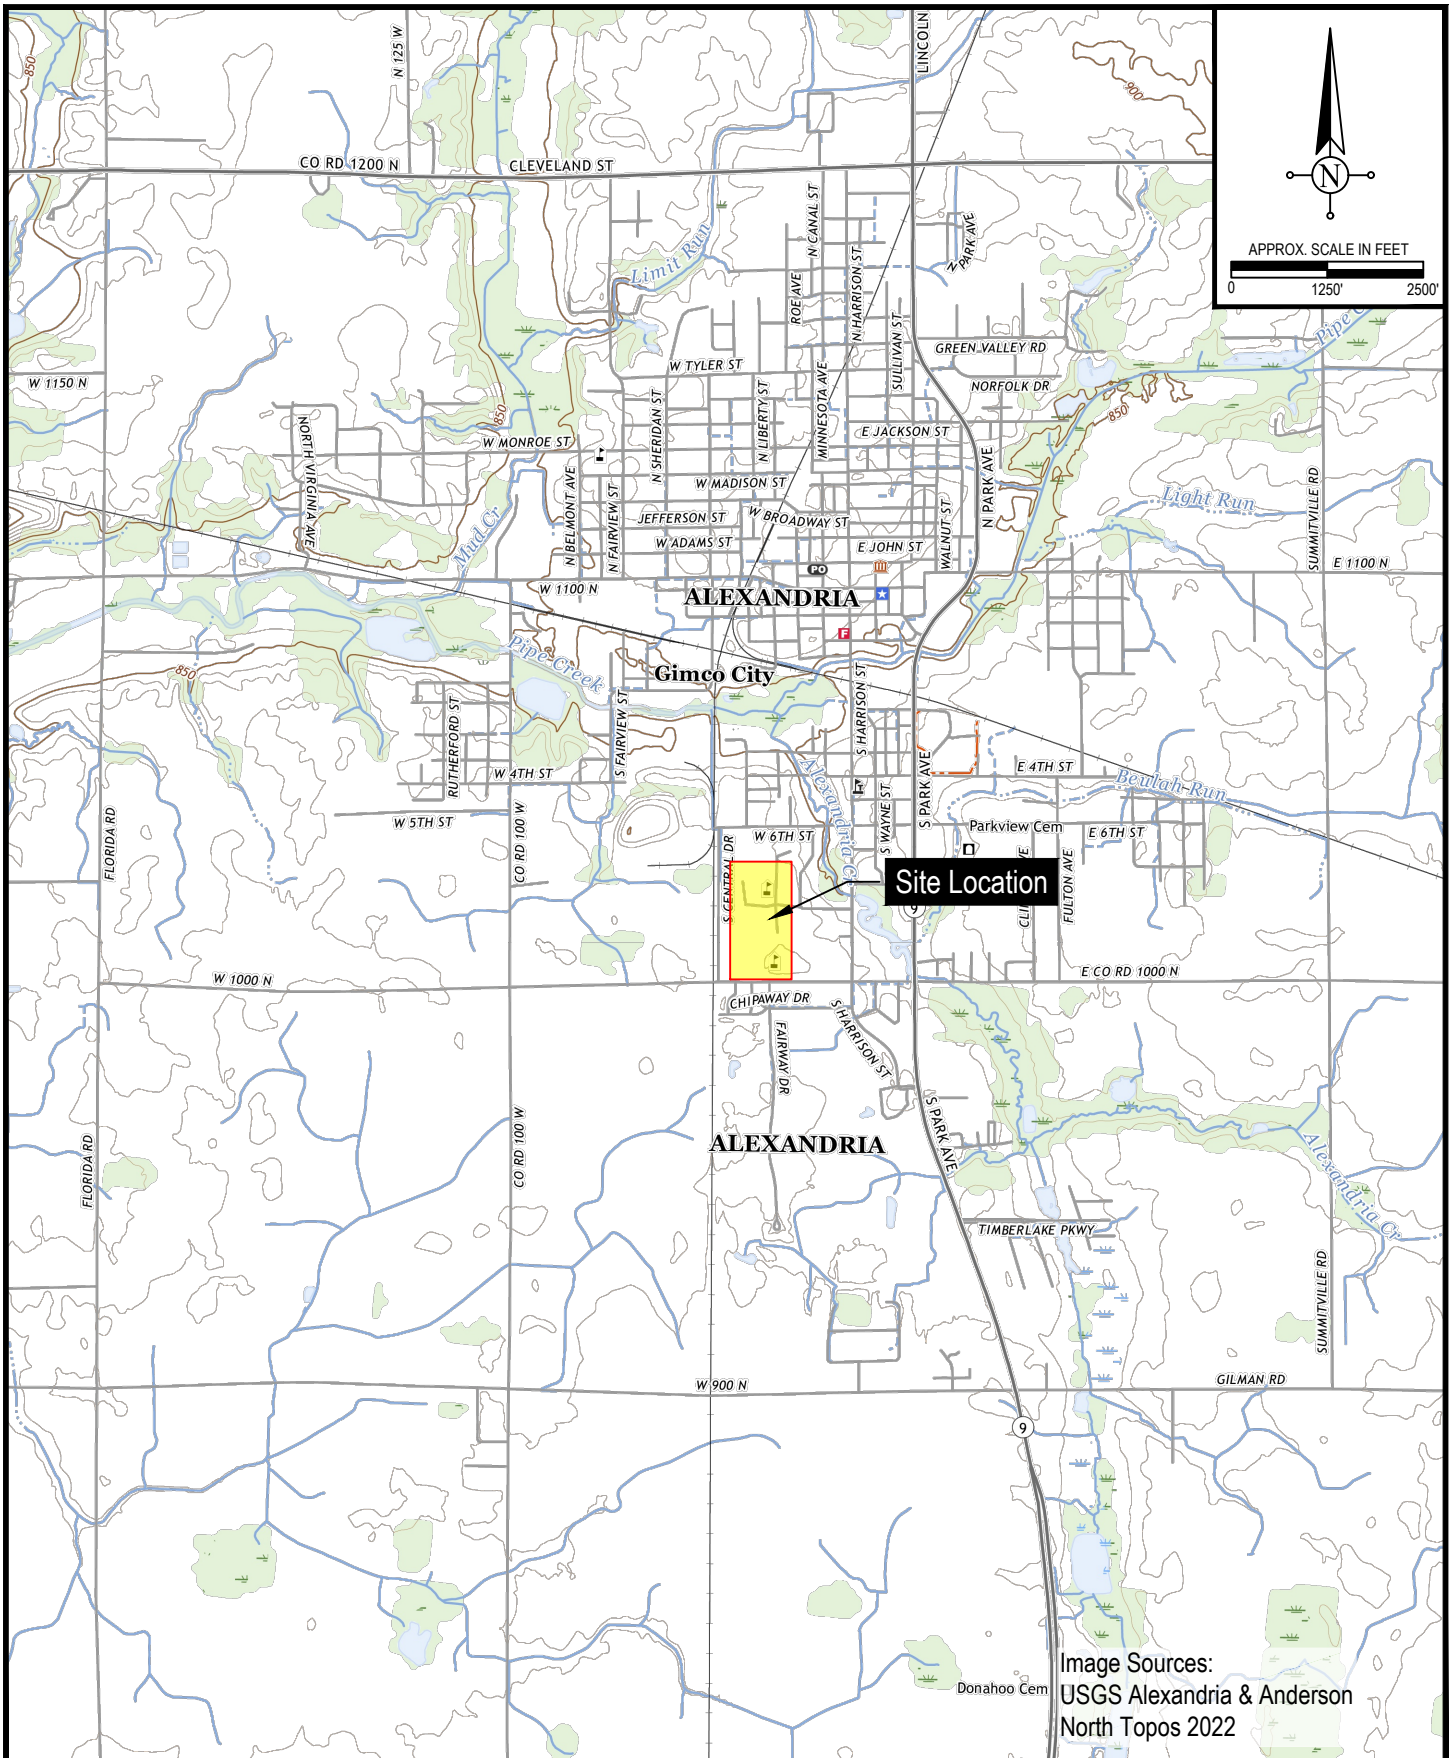 850
N 125 W
LINCOLN
900
N
APPROX. SCALE IN FEET
0 1250' 2500'
CO RD 1200 N
CLEVELAND ST
Limit Run
N CANAL ST
N HARRISON ST
N PARK AVE
ROE AVE
Pipe C
SULLIVAN ST
GREEN VALLEY RD
W TYLER ST
MINNESOTA AVE
W 1150 N
NORFOLK DR
850
850
N SHERIDAN ST
N LIBERTY ST
NORTH VIRGINIA AVE
W MONROE ST
E JACKSON ST
N PARK AVE
W MADISON ST
Light Run
SUMMITVILLE RD
N BELMONT AVE
N FAIRVIEW ST
JEFFERSON ST
W BROADWAY ST
WALNUT ST
Mud Cr
W ADAMS ST
E JOHN ST
PO
E 1100 N
W 1100 N
ALEXANDRIA
F
Pipe Creek
Gimco City
850
S HARRISON ST
RUTHERFORD ST
S FAIRVIEW ST
W 4TH ST
Alexandria Cr
S PARK AVE
E 4TH ST
Beulah Run
FLORIDA RD
W 5TH ST
CO RD 100 W
W 6TH ST
S WAYNE ST
Parkview Cem
E 6TH ST
S CENTRAL DR
Site Location
9
FULTON AVE
W 1000 N
E CO RD 1000 N
CHIPAWAY DR
S HARRISON ST
FAIRWAY DR
S PARK AVE
FLORIDA RD
CO RD 100 W
ALEXANDRIA
Alexandria Cr
TIMBERLAKE PKWY
SUMMITVILLE RD
W 900 N
GILMAN RD
9
Donahoo Cem
Image Sources:
USGS Alexandria & Anderson
North Topos 2022